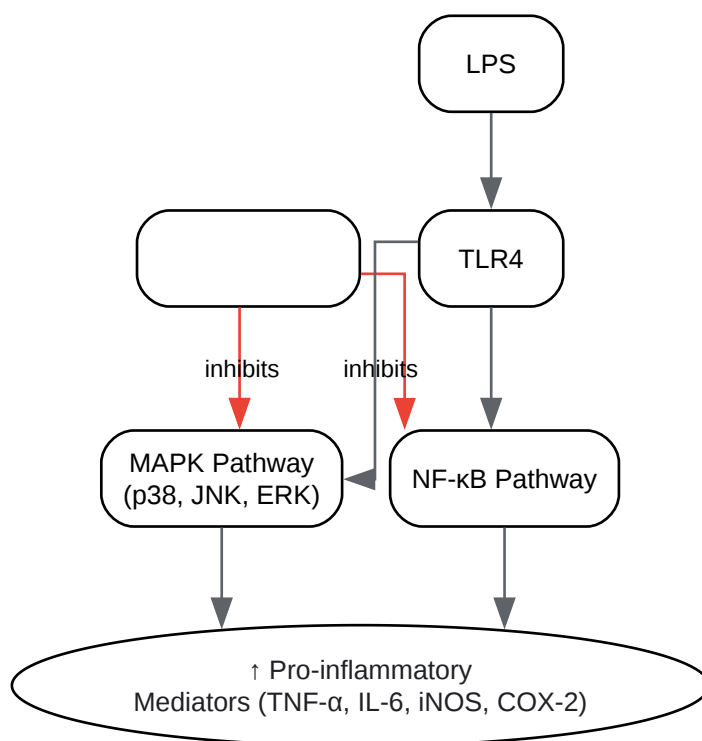 LPS
TLR4
inhibits
inhibits
MAPK Pathway
(p38, JNK, ERK)
NF-κB Pathway
↑ Pro-inflammatory
Mediators (TNF-α, IL-6, iNOS, COX-2)